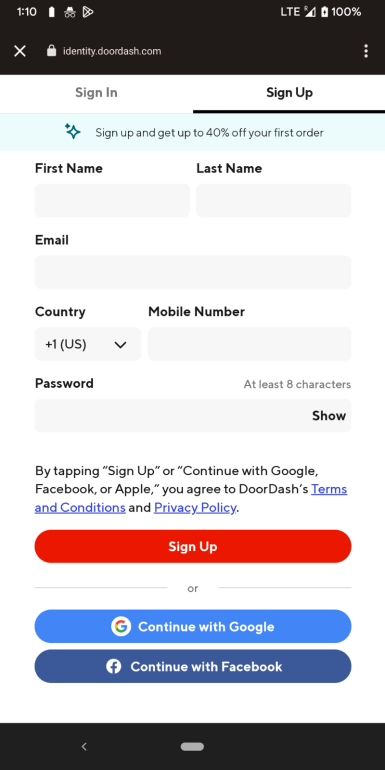 1:10 LTE R 100%
identity.doordash.com
Sign In Sign Up
Sign up and get up to 40% off your first order
First Name Last Name
Email
Country Mobile Number
+1 (US)
Password At least 8 characters
Show
By tapping “Sign Up” or “Continue with Google,
Facebook, or Apple,” you agree to DoorDash’s Terms
and Conditions and Privacy Policy.
Sign Up
or
Continue with Google
Continue with Facebook